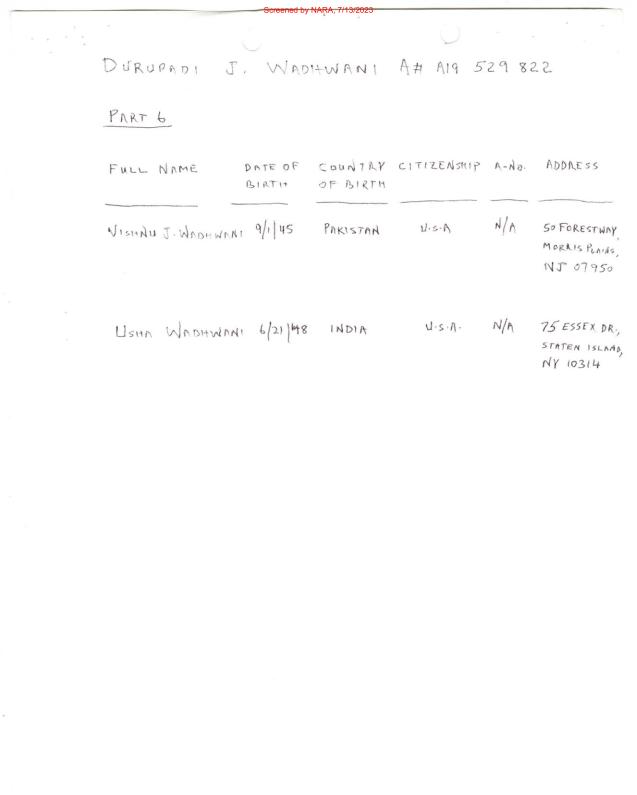 Screened by NARA, 7/13/2023
DURUPADI J. WADHWANI A# A19 529 822
PART 6
FULL NAME DATE OF BIRTH COUNTRY OF BIRTH CITIZENSHIP A-NO. ADDRESS
VISHNU J. WADHWANI 9/1/45 PAKISTAN U.S.A N/A 50 FORESTWAY,
MORRIS PLAINS,
NJ 07950
USHA WADHWANI 6/21/48 INDIA U.S.A. N/A 75 ESSEX DR.,
STATEN ISLAND,
NY 10314